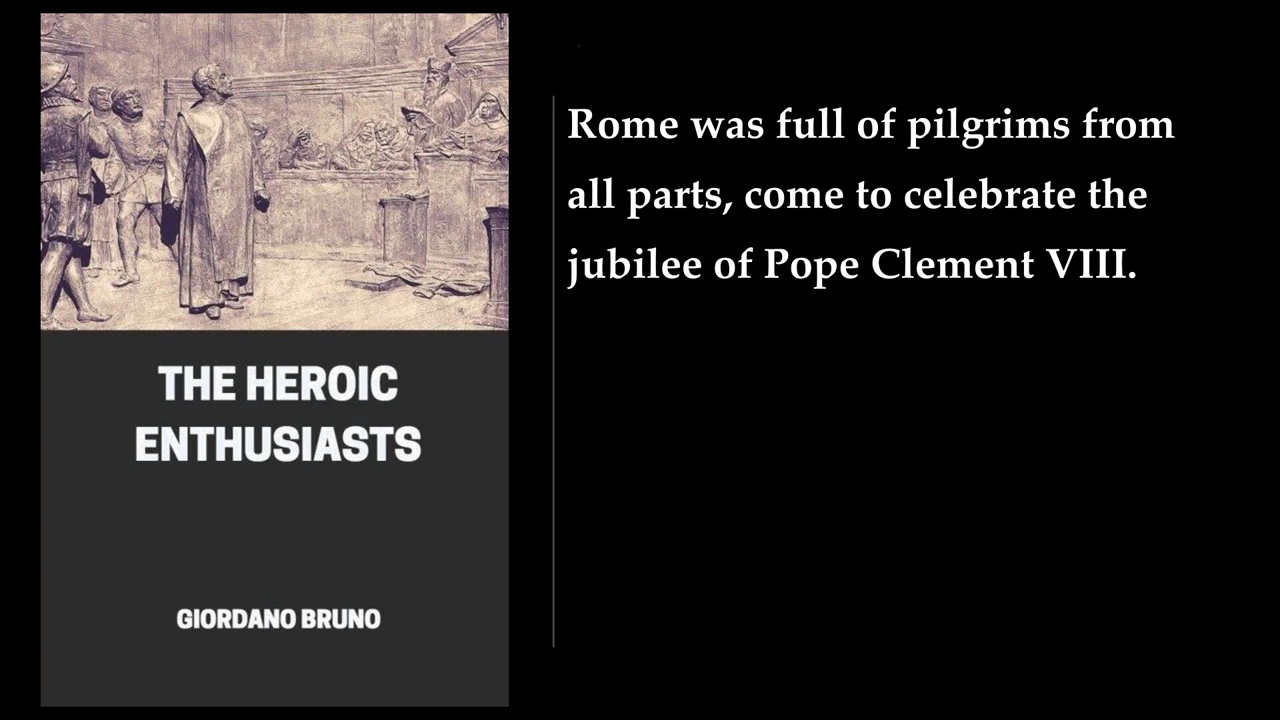 THE HEROIC
ENTHUSIASTS
GIORDANO BRUNO
Rome was full of pilgrims from
all parts, come to celebrate the
jubilee of Pope Clement VIII.